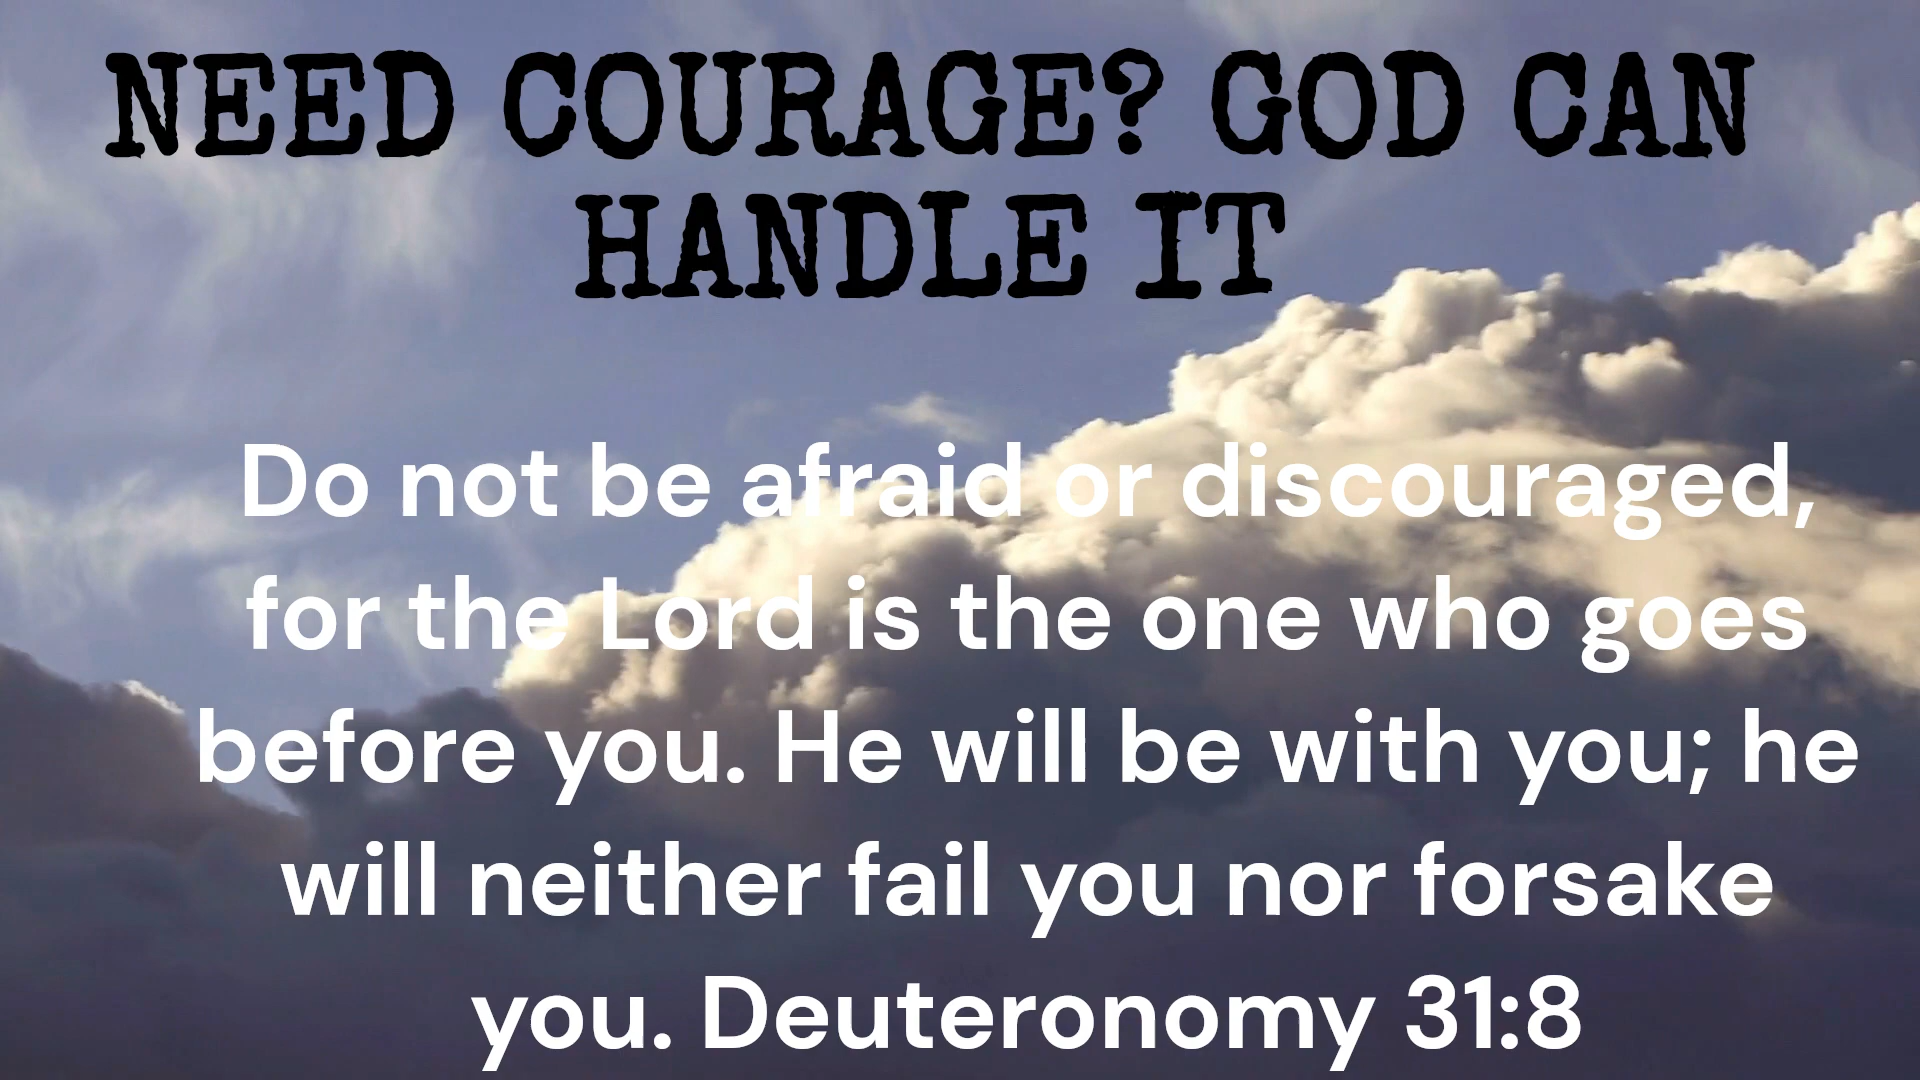 NEED COURAGE? GOD CAN
HANDLE IT
Do not be afraid or discouraged,
for the Lord is the one who goes
before you. He will be with you; he
will neither fail you nor forsake
you. Deuteronomy 31:8